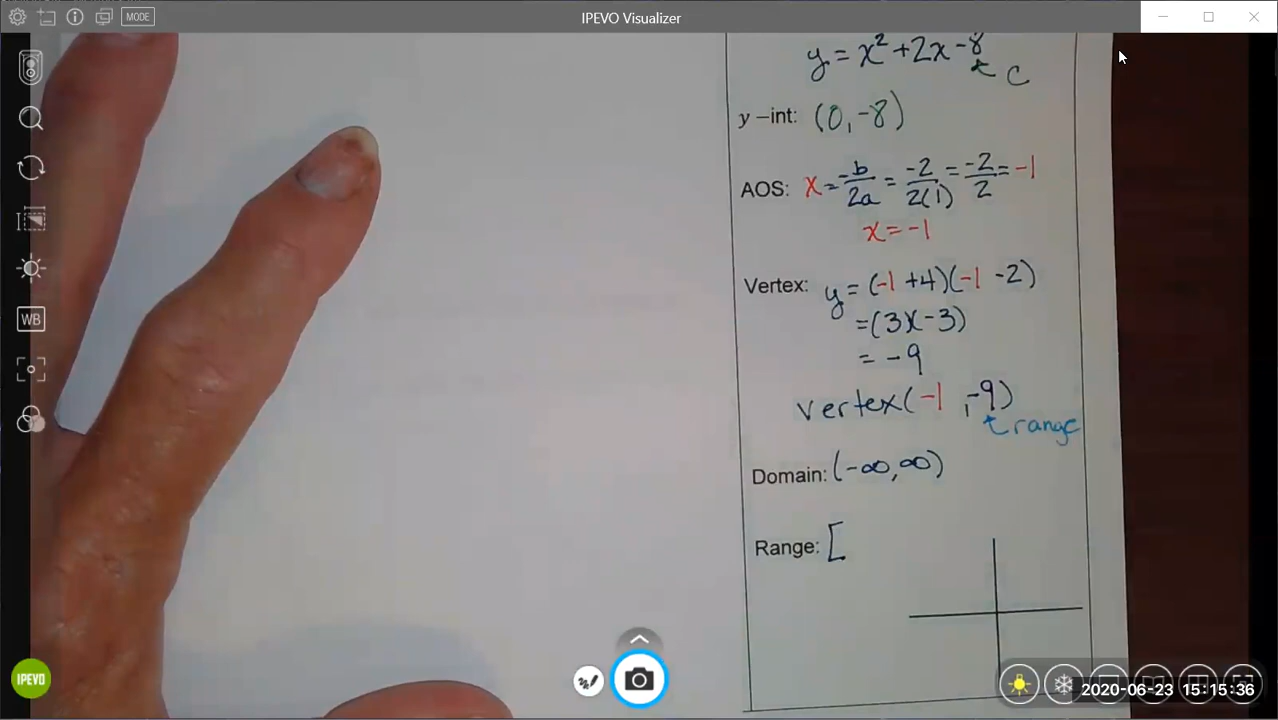 MODE
IPEVO Visualizer
y = x² + 2x - 8
C
y –int: (0, -8)
AOS: x = -b/2a = -2/2(1) = -2/2 = -1
x = -1
Vertex: y = (-1 +4)(-1 -2)
=(3)(-3)
= -9
vertex(-1, -9)
range
Domain: (-∞, ∞)
Range: [
WB
IPEVO
2020-06-23 15:15:36